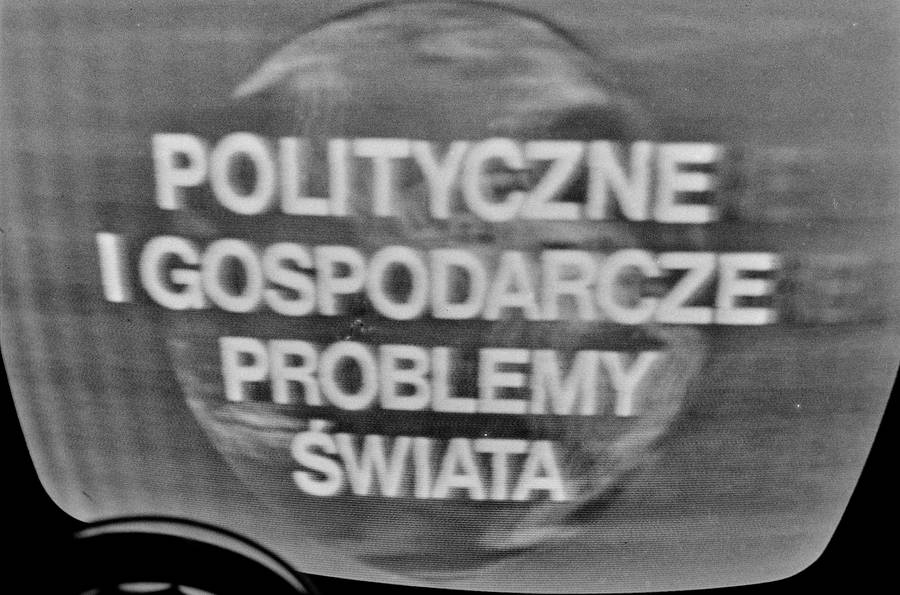 POLITYCZNE
I GOSPODARCZE
PROBLEMY
ŚWIATA